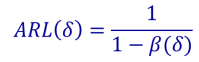 ARL(δ) = 1 / (1 − β(δ))